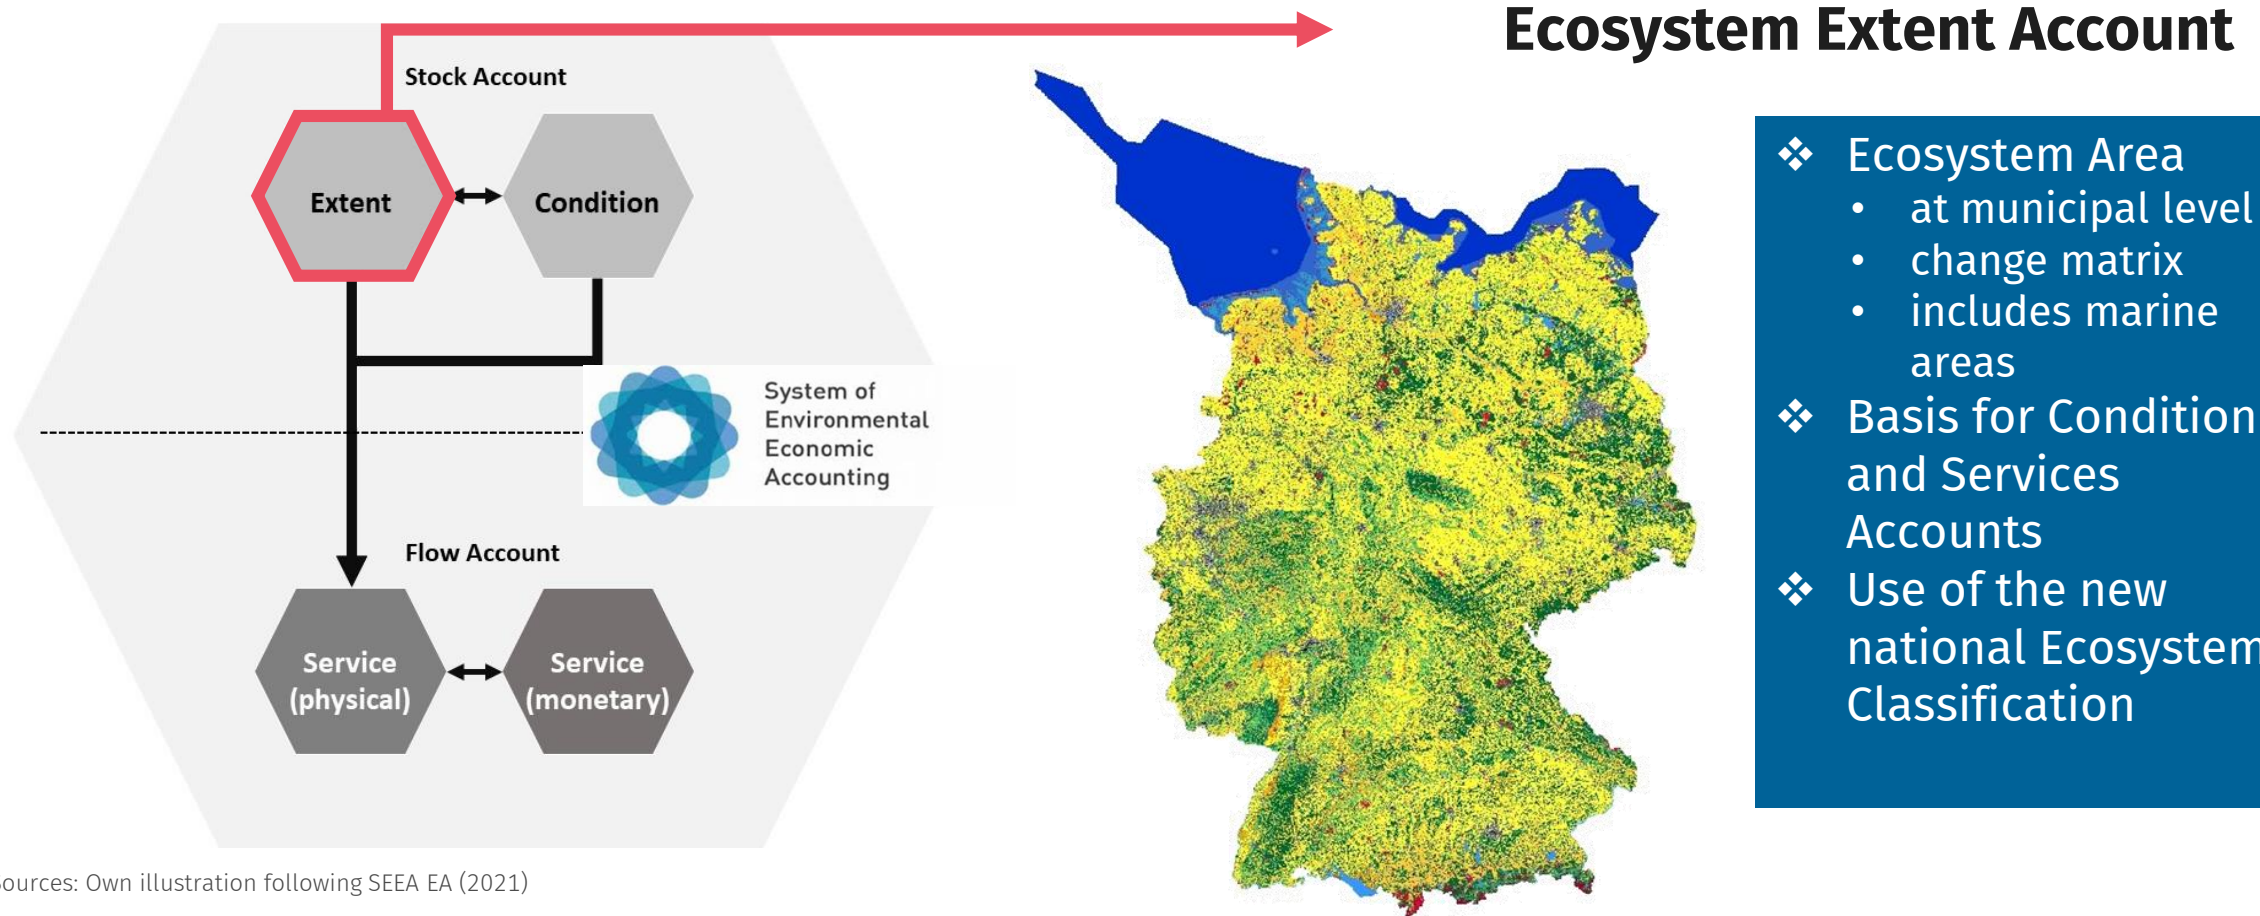 Ecosystem Extent Account
Stock Account
Extent
Condition
System of
Environmental
Economic
Accounting
Flow Account
Service
(physical)
Service
(monetary)
❖ Ecosystem Area
• at municipal level
• change matrix
• includes marine
areas
❖ Basis for Condition
and Services
Accounts
❖ Use of the new
national Ecosystem
Classification
Sources: Own illustration following SEEA EA (2021)